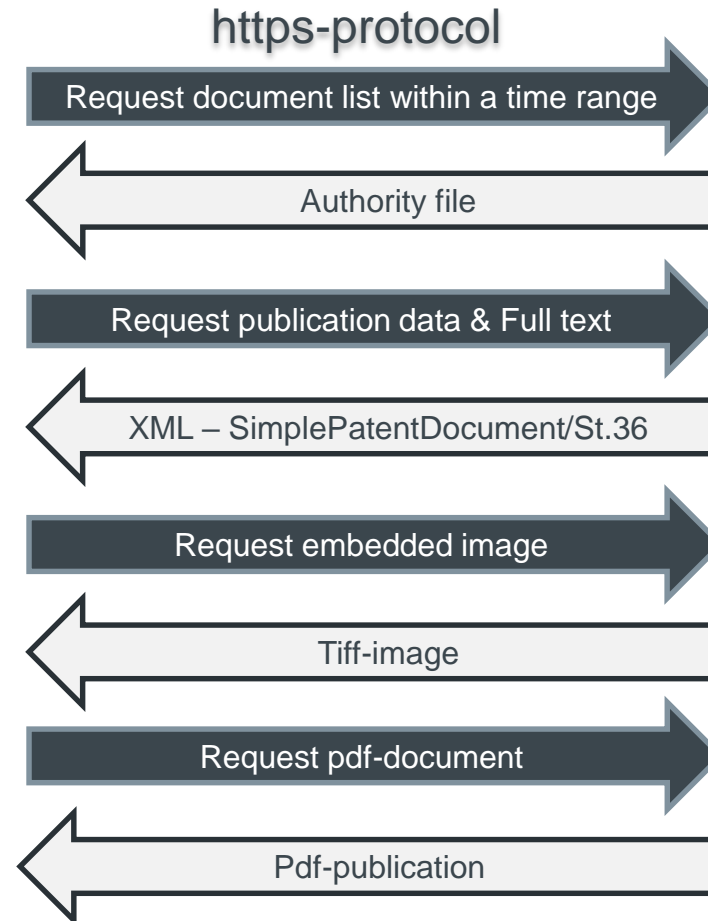 https-protocol
Request document list within a time range
Authority file
Request publication data & Full text
XML – SimplePatentDocument/St.36
Request embedded image
Tiff-image
Request pdf-document
Pdf-publication